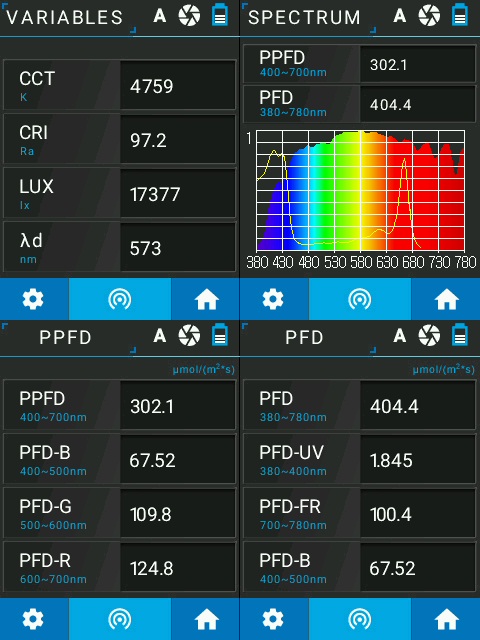 VARIABLES
A
CCT
K
4759
CRI
Ra
97.2
LUX
lx
17377
λd
nm
573
SPECTRUM
A
PPFD
400~700nm
302.1
PFD
380~780nm
404.4
1
380 430 480 530 580 630 680 730 780
PPFD
A
μmol/(m²*s)
PPFD
400~700nm
302.1
PFD-B
400~500nm
67.52
PFD-G
500~600nm
109.8
PFD-R
600~700nm
124.8
PFD
A
μmol/(m²*s)
PFD
380~780nm
404.4
PFD-UV
380~400nm
1.845
PFD-FR
700~780nm
100.4
PFD-B
400~500nm
67.52